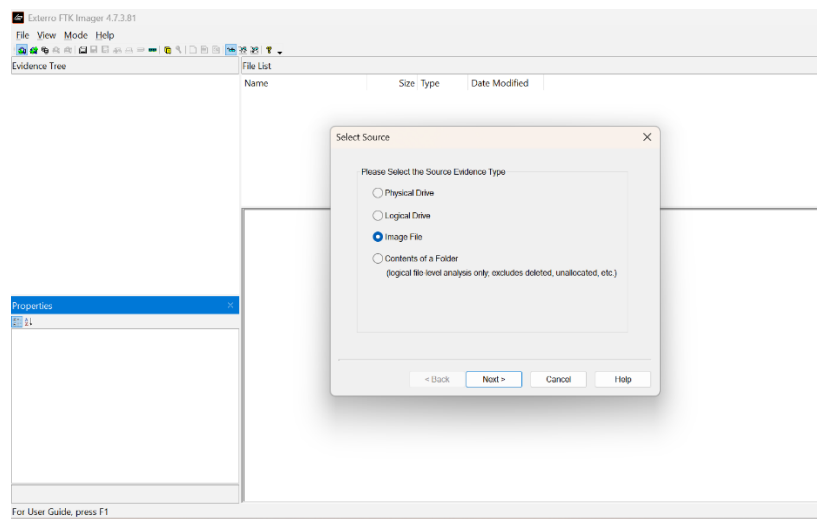 Exterro FTK Imager 4.7.3.81
File View Mode Help
Evidence Tree
File List
Name Size Type Date Modified
Select Source
Please Select the Source Evidence Type
Physical Drive
Logical Drive
Image File
Contents of a Folder
(logical file-level analysis only; excludes deleted, unallocated, etc.)
Properties
< Back Next > Cancel Help
For User Guide, press F1